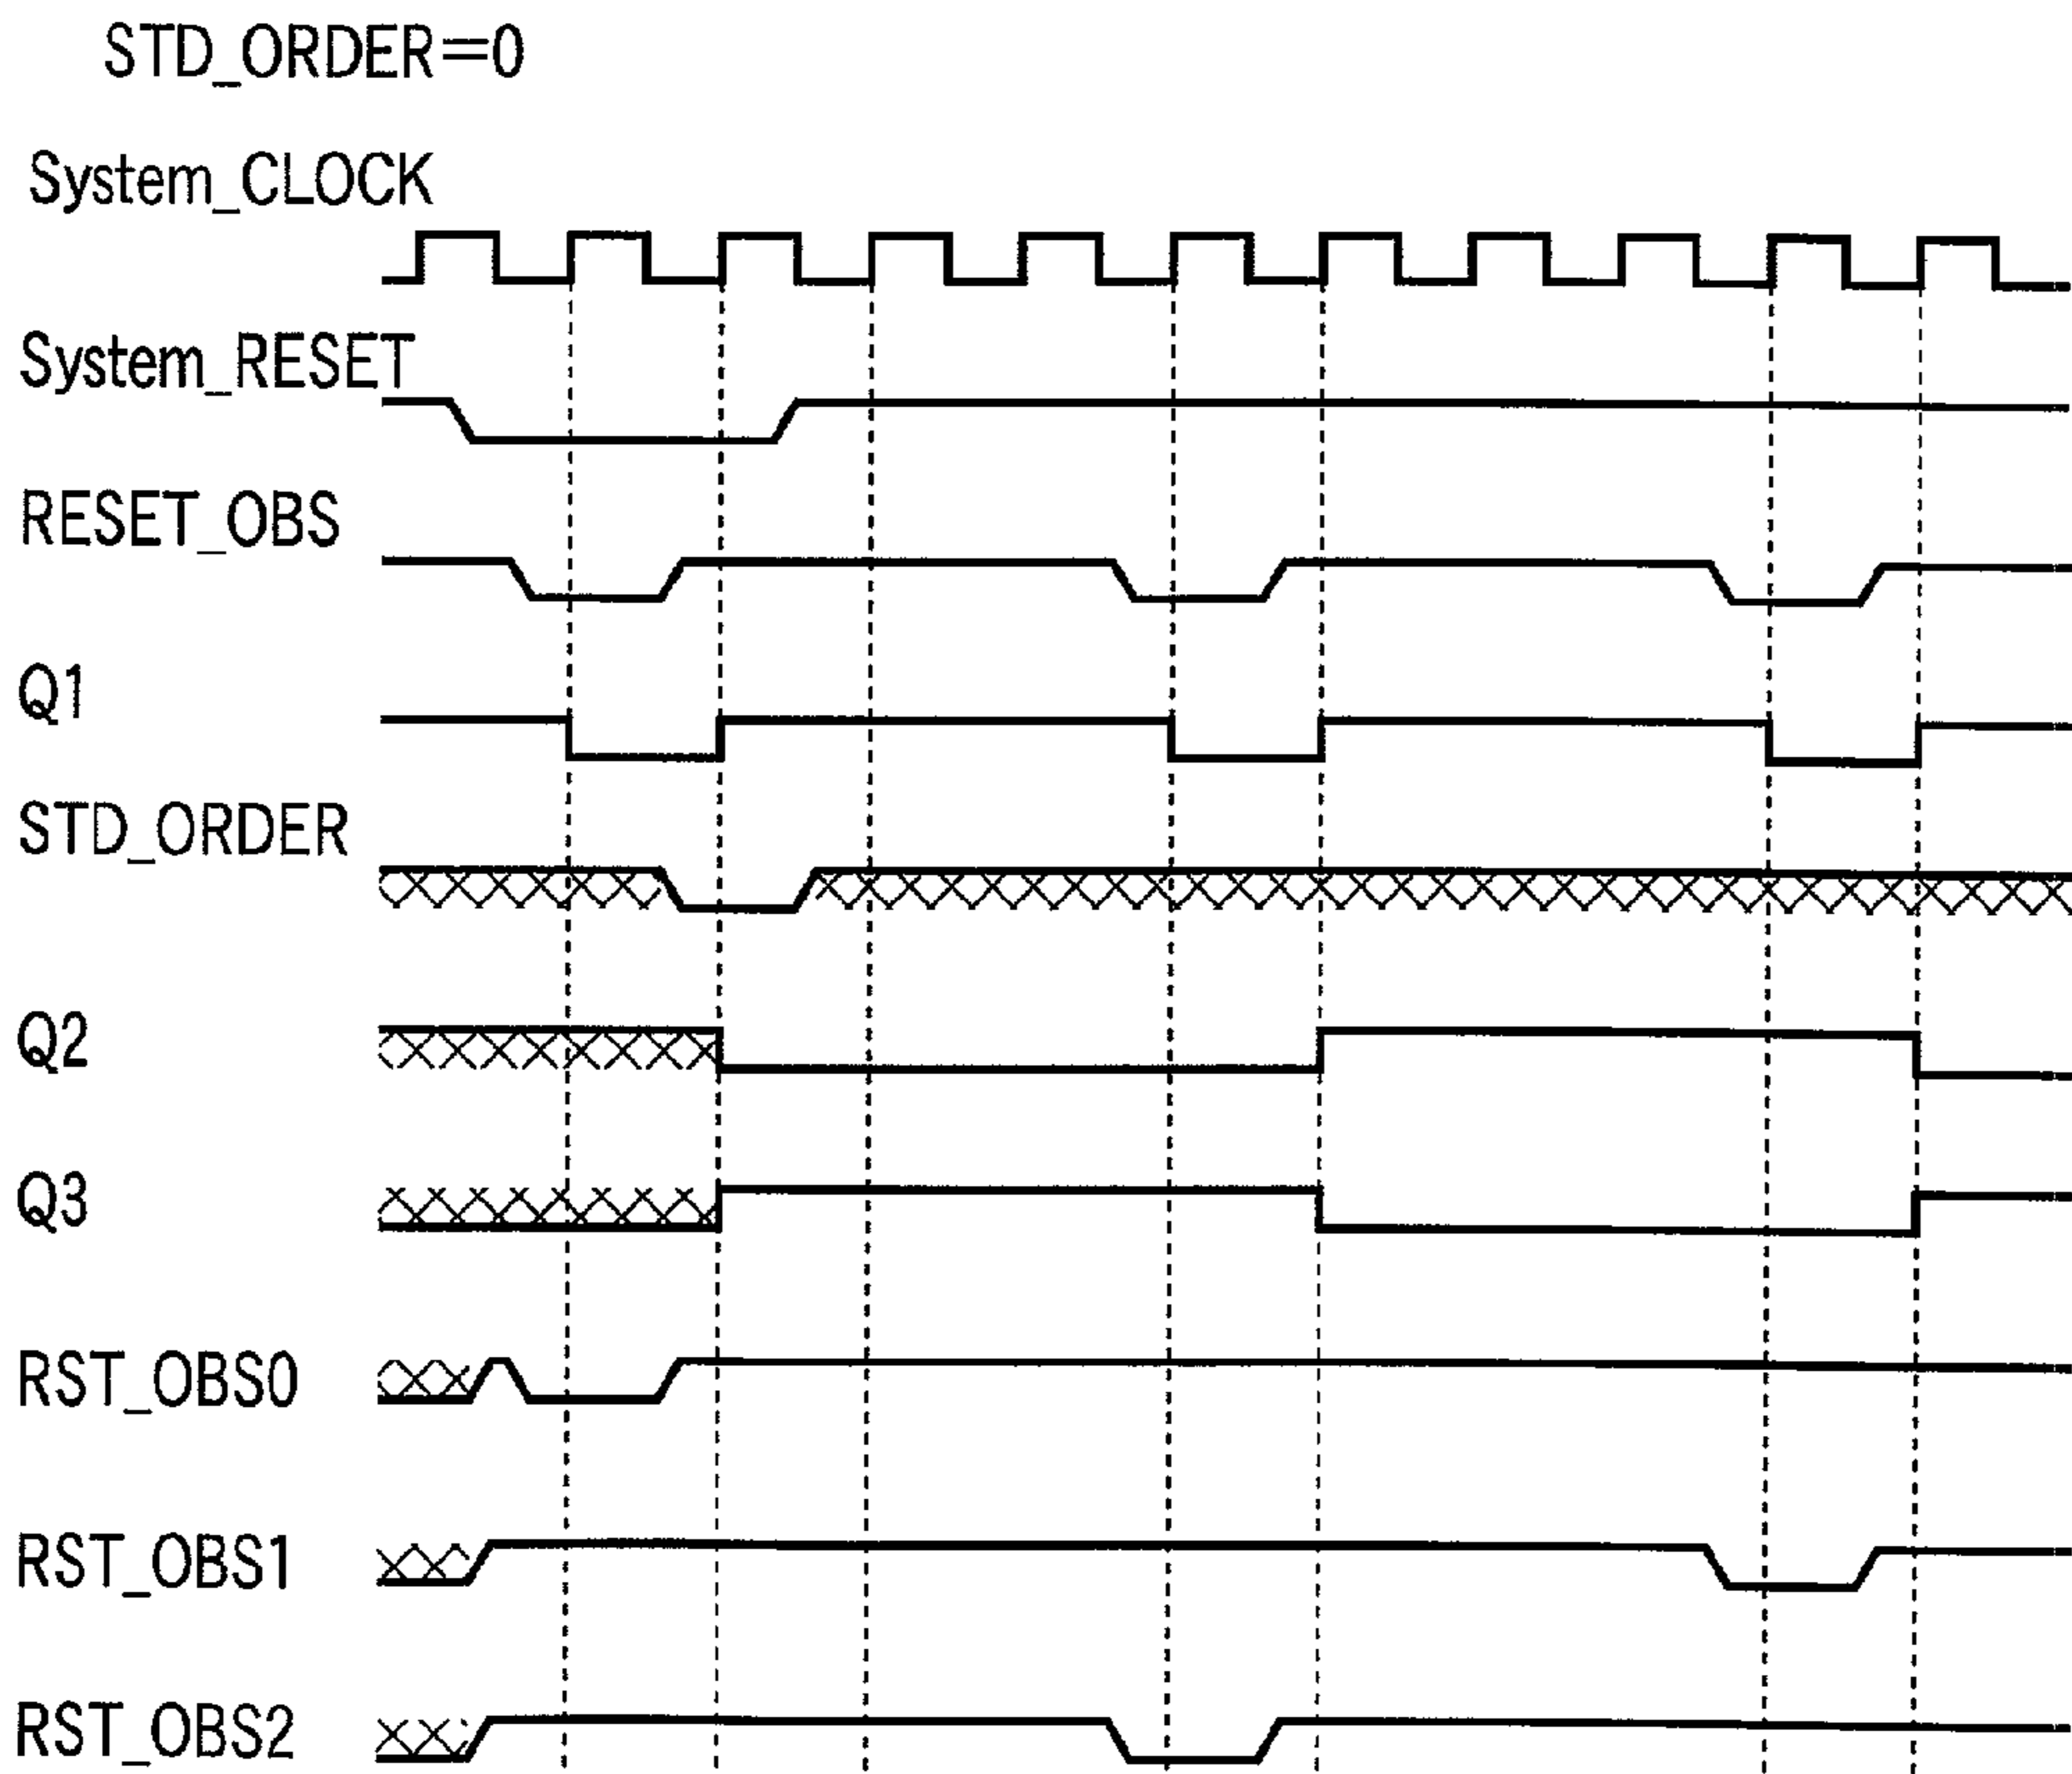 STD_ORDER=0
System_CLOCK
System_RESET
RESET_OBS
Q1
STD_ORDER
Q2
Q3
RST_OBS0
RST_OBS1
RST_OBS2